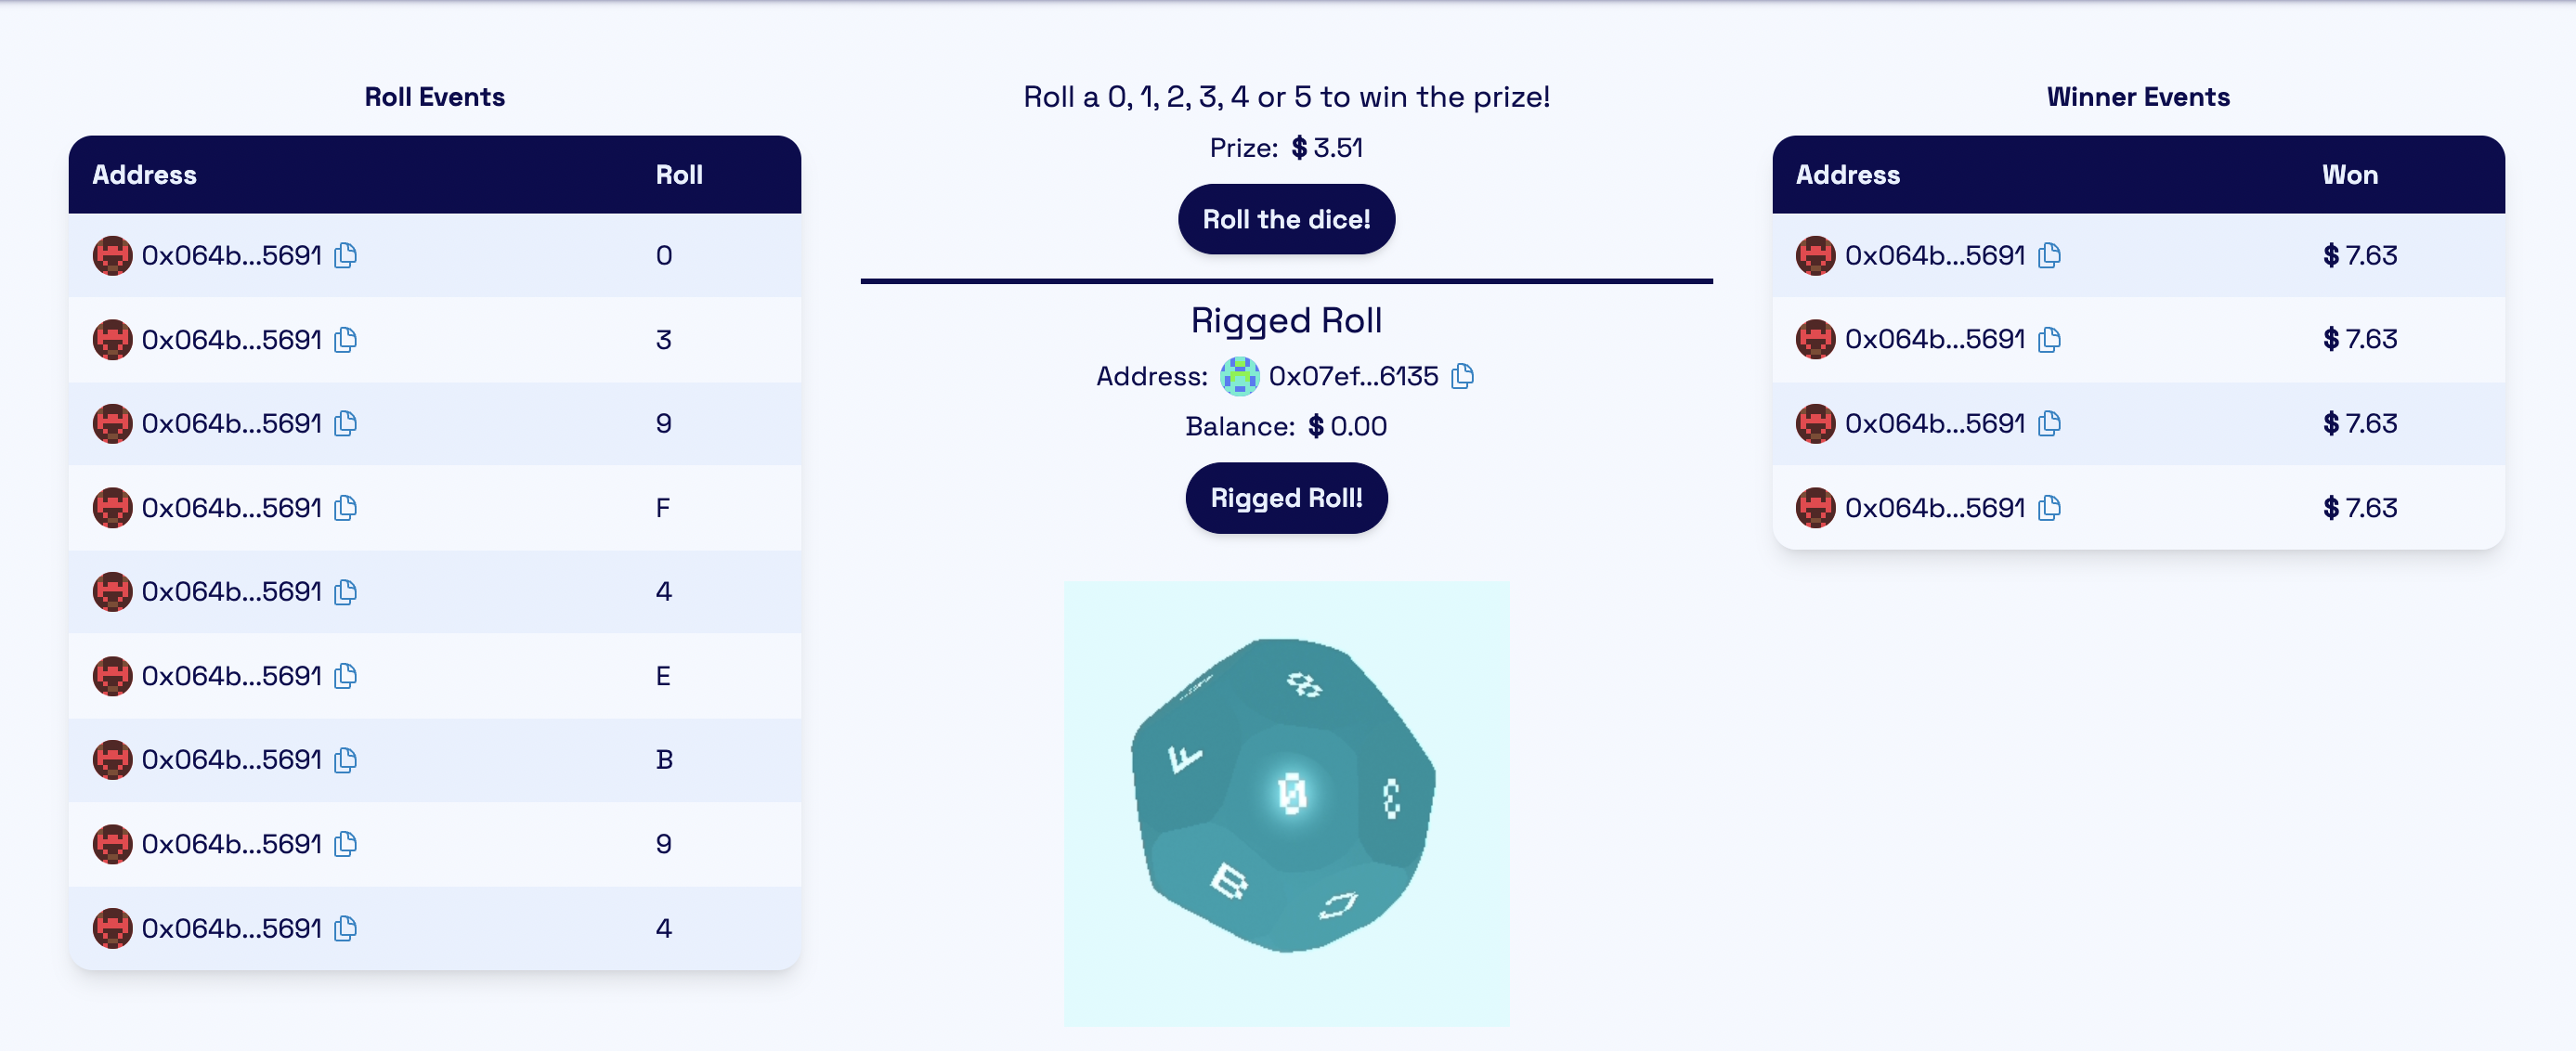 Roll Events
Address Roll
0x064b...5691 0
0x064b...5691 3
0x064b...5691 9
0x064b...5691 F
0x064b...5691 4
0x064b...5691 E
0x064b...5691 B
0x064b...5691 9
0x064b...5691 4
Roll a 0, 1, 2, 3, 4 or 5 to win the prize!
Prize: $ 3.51
Roll the dice!
Rigged Roll
Address: 0x07ef...6135
Balance: $ 0.00
Rigged Roll!
8
F
0
3
B
C
Winner Events
Address Won
0x064b...5691 $ 7.63
0x064b...5691 $ 7.63
0x064b...5691 $ 7.63
0x064b...5691 $ 7.63